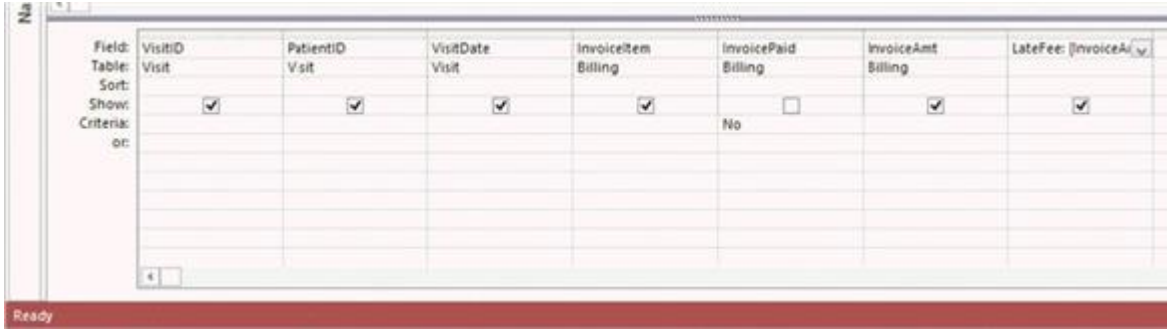 Na
Field: VisitID PatientID VisitDate InvoiceItem InvoicePaid InvoiceAmt LateFee: [InvoiceA
Table: Visit Visit Visit Billing Billing Billing
Sort:
Show:
Criteria: No
or:
Ready